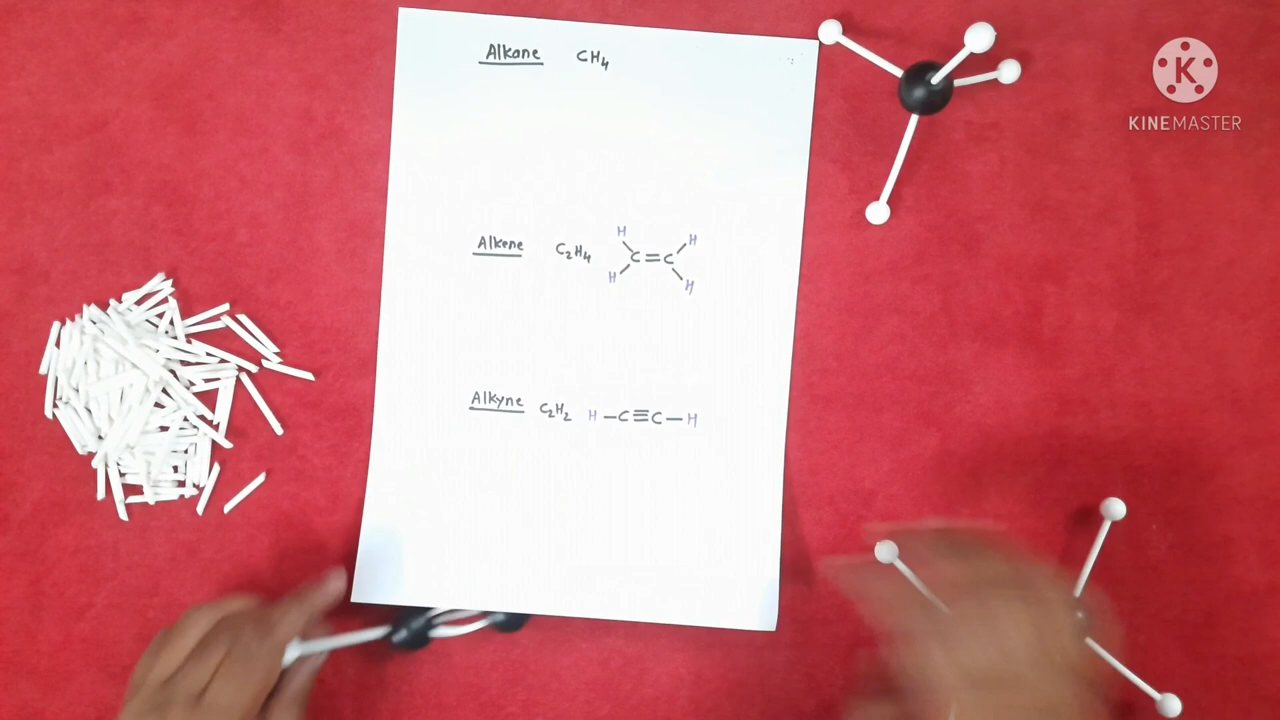 Alkane CH4
K
KINEMASTER
H H
Alkene C2H4 C=C
H H
Alkyne C2H2 H-C≡C-H